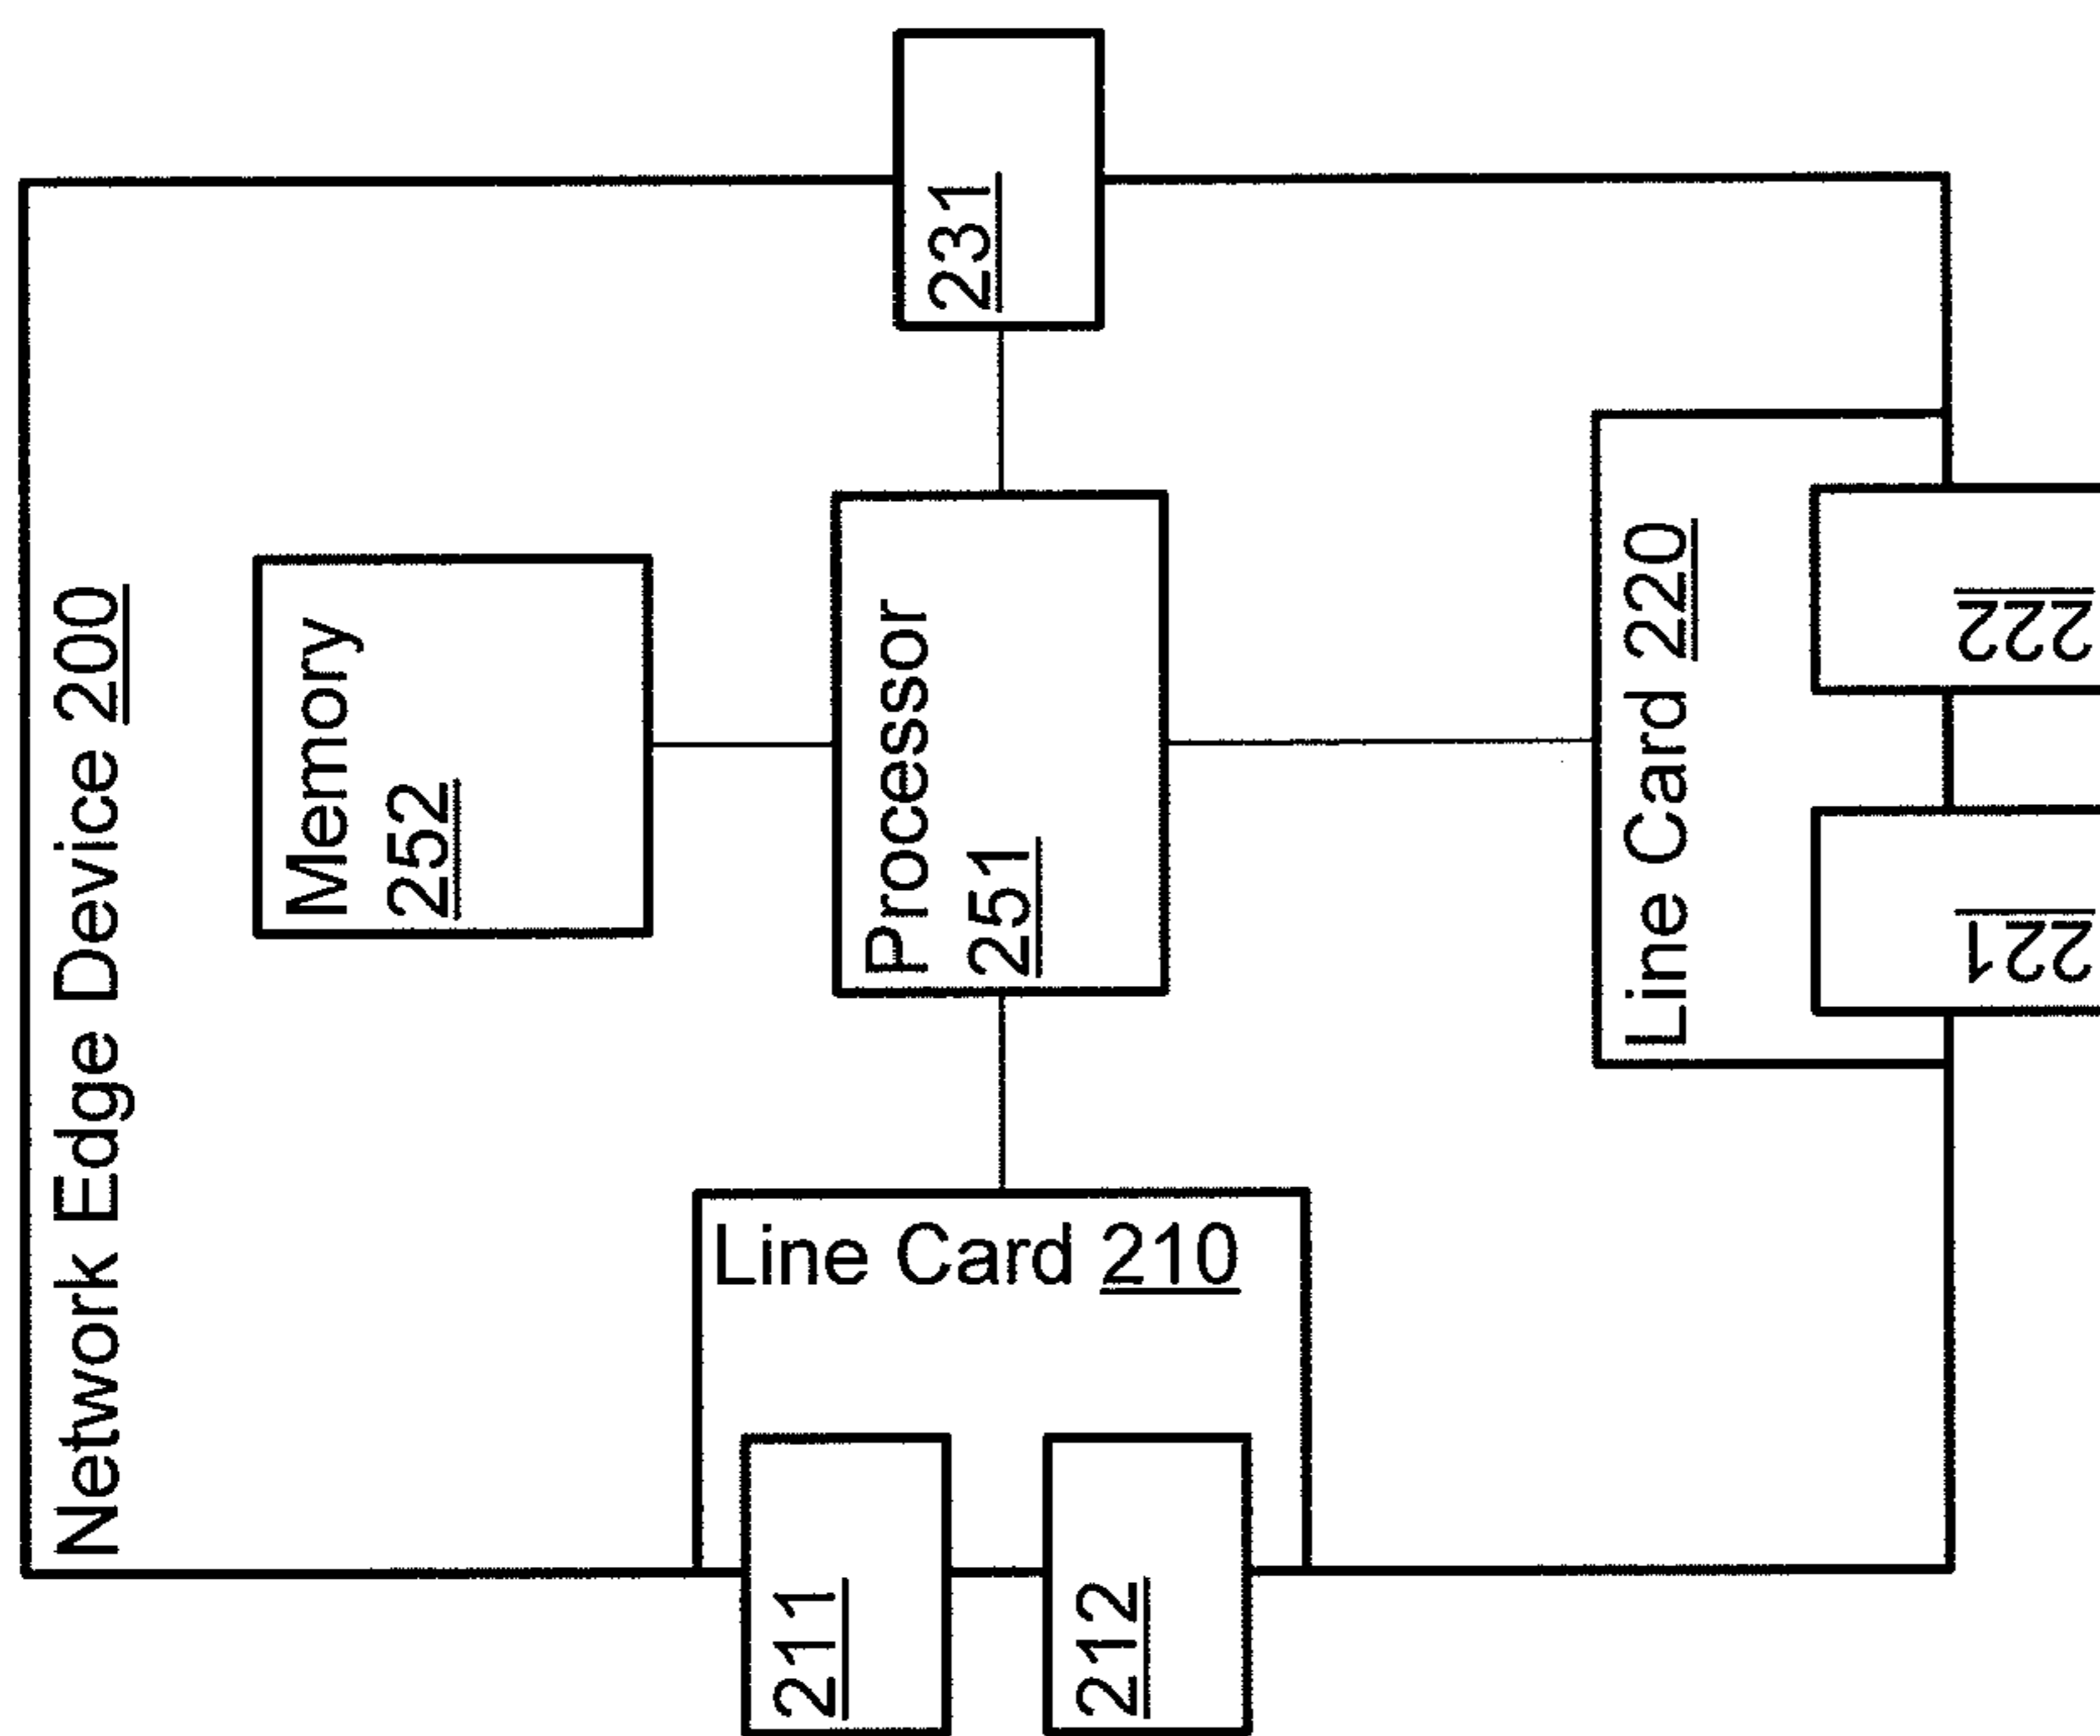 Network Edge Device 200
Memory
252
Processor
251
231
Line Card 210
211
212
Line Card 220
221
222